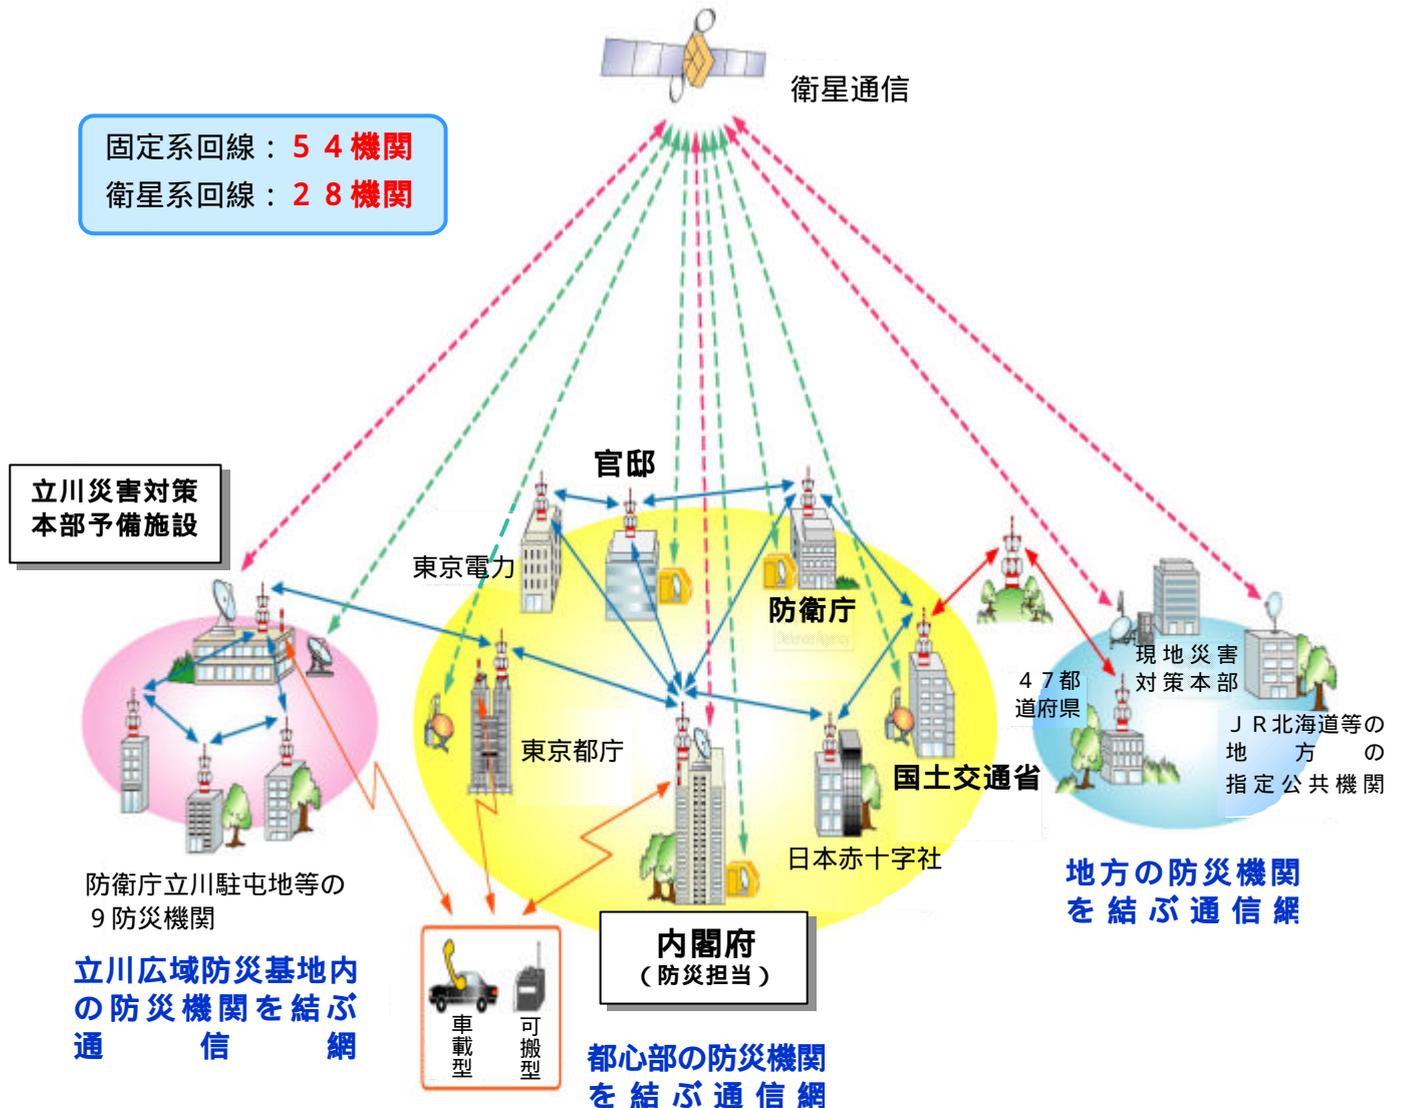 衛星通信
固定系回線：５４機関
衛星系回線：２８機関
官邸
立川災害対策
本部予備施設
東京電力
防衛庁
Defense Agency
現地災害
対策本部
４７都
道府県
ＪＲ北海道等の
地方の
指定公共機関
東京都庁
国土交通省
日本赤十字社
防衛庁立川駐屯地等の
９防災機関
地方の防災機関
を結ぶ通信網
内閣府
（防災担当）
立川広域防災基地内
の防災機関を結ぶ
通信網
車載型
可搬型
都心部の防災機関
を結ぶ通信網